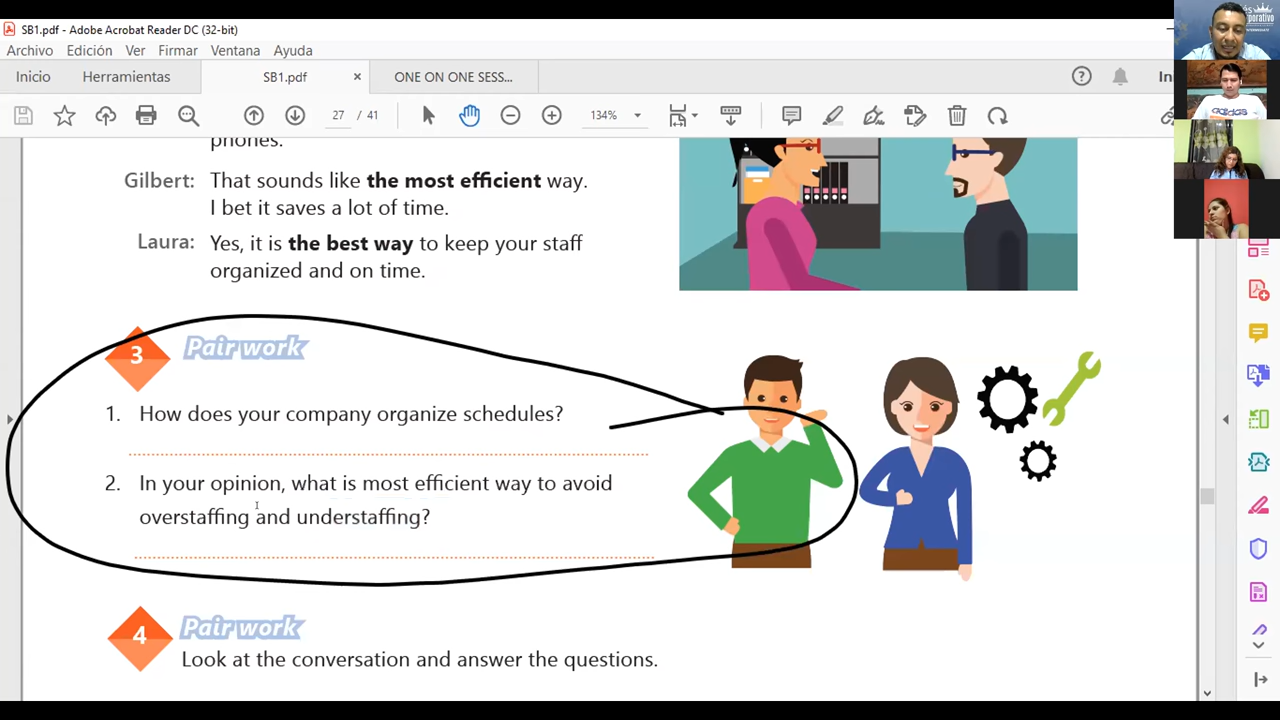 SB1.pdf - Adobe Acrobat Reader DC (32-bit)
Archivo Edición Ver Firmar Ventana Ayuda
Inicio Herramientas SB1.pdf × ONE ON ONE SESS...
27 / 41 134%
phones.
Gilbert: That sounds like the most efficient way.
I bet it saves a lot of time.
Laura: Yes, it is the best way to keep your staff
organized and on time.
3 Pair work
1. How does your company organize schedules?
2. In your opinion, what is most efficient way to avoid
overstaffing and understaffing?
4 Pair work
Look at the conversation and answer the questions.
adidas